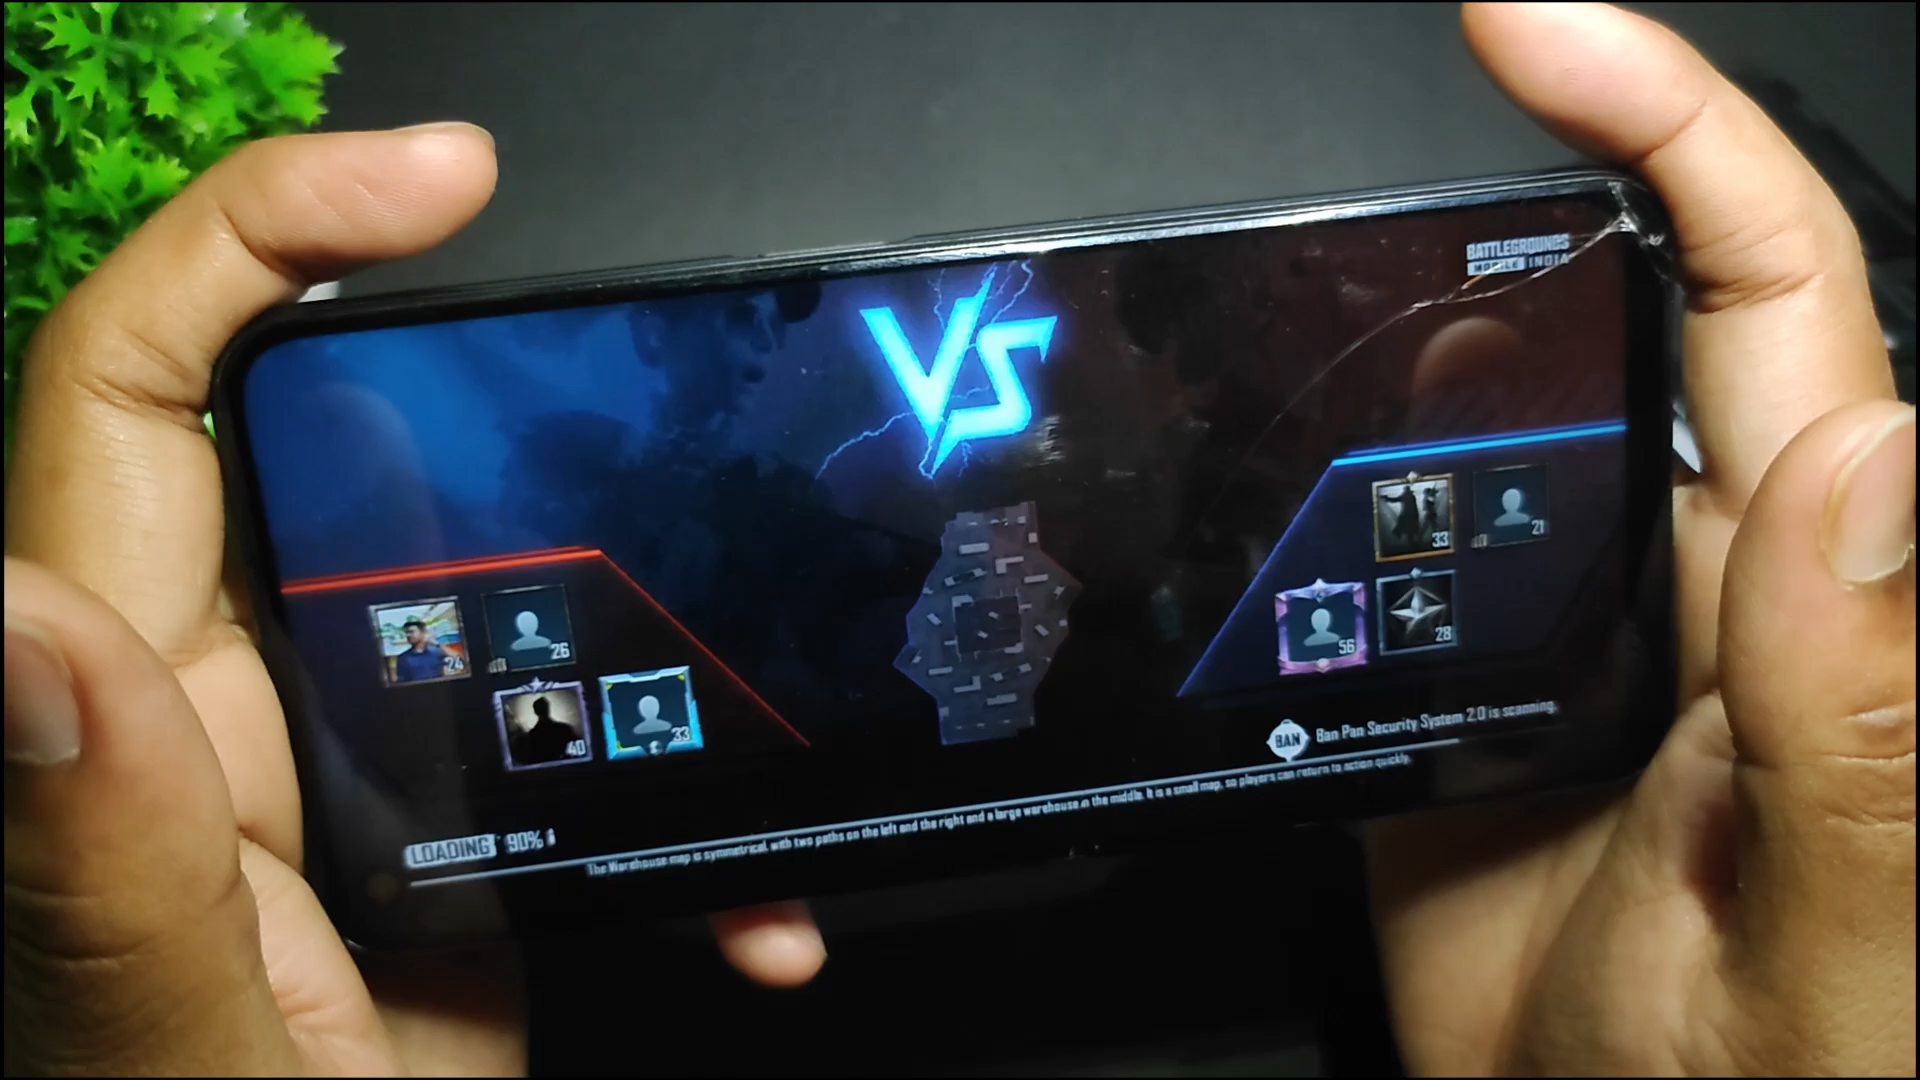 BATTLEGROUNDS
MOBILE INDIA
VS
33
21
24
26
56
28
40
33
BAN
Ban Pan Security System 2.0 is scanning.
LOADING 90%
The Warehouse map is symmetrical, with two paths on the left and the right and a large warehouse in the middle. It is a small map, so players can return to action quickly.